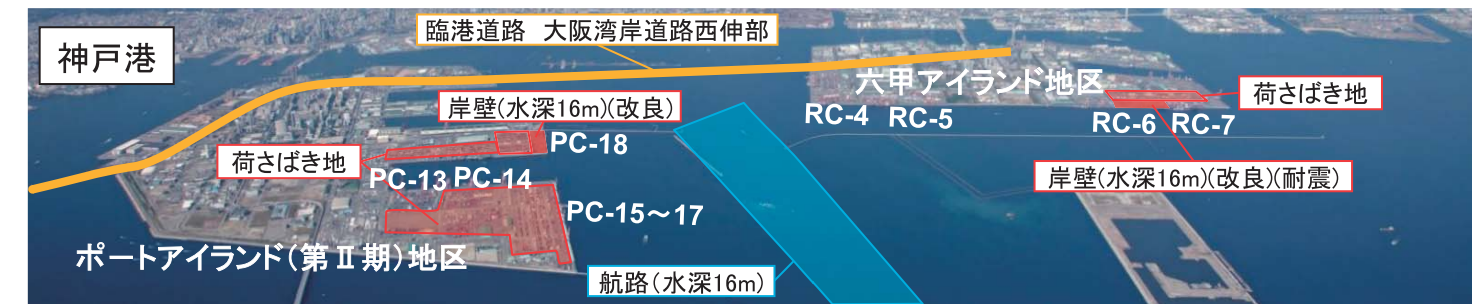 神戸港
臨港道路 大阪湾岸道路西伸部
六甲アイランド地区
荷さばき地
岸壁(水深16m)(改良)
RC-4 RC-5
RC-6 RC-7
PC-18
荷さばき地
PC-13 PC-14
岸壁(水深16m)(改良)(耐震)
PC-15～17
ポートアイランド(第Ⅱ期)地区
航路(水深16m)